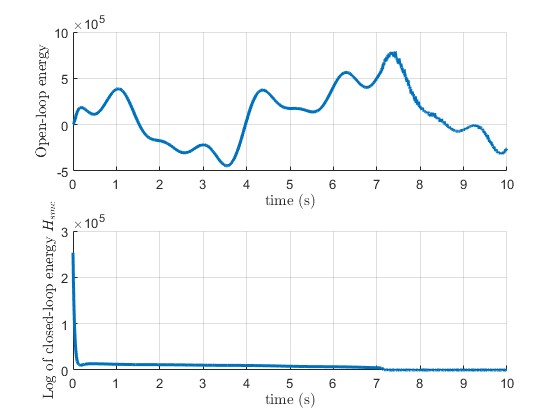 ×10⁵
Open-loop energy
10
5
0
-5
0 1 2 3 4 5 6 7 8 9 10
time (s)
×10⁵
Log of closed-loop energy H_smc
3
2
1
0
0 1 2 3 4 5 6 7 8 9 10
time (s)